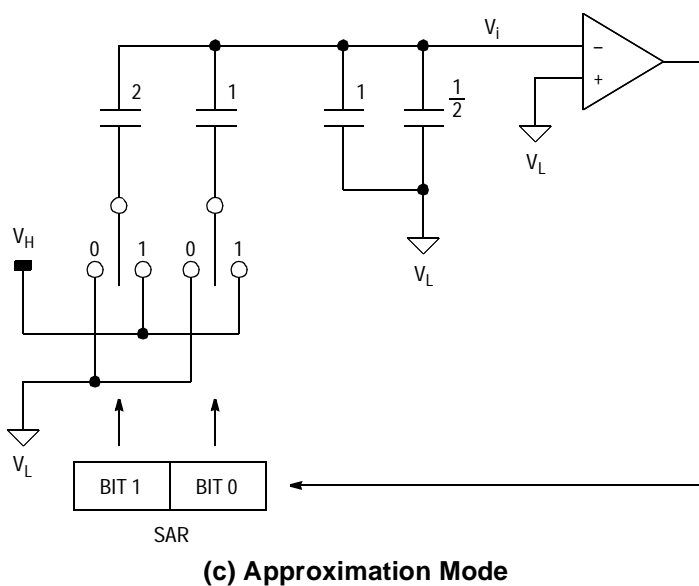 V_i
−
+
2
1
1
1/2
V_L
V_H
0
1
0
1
V_L
V_L
BIT 1
BIT 0
SAR
(c) Approximation Mode